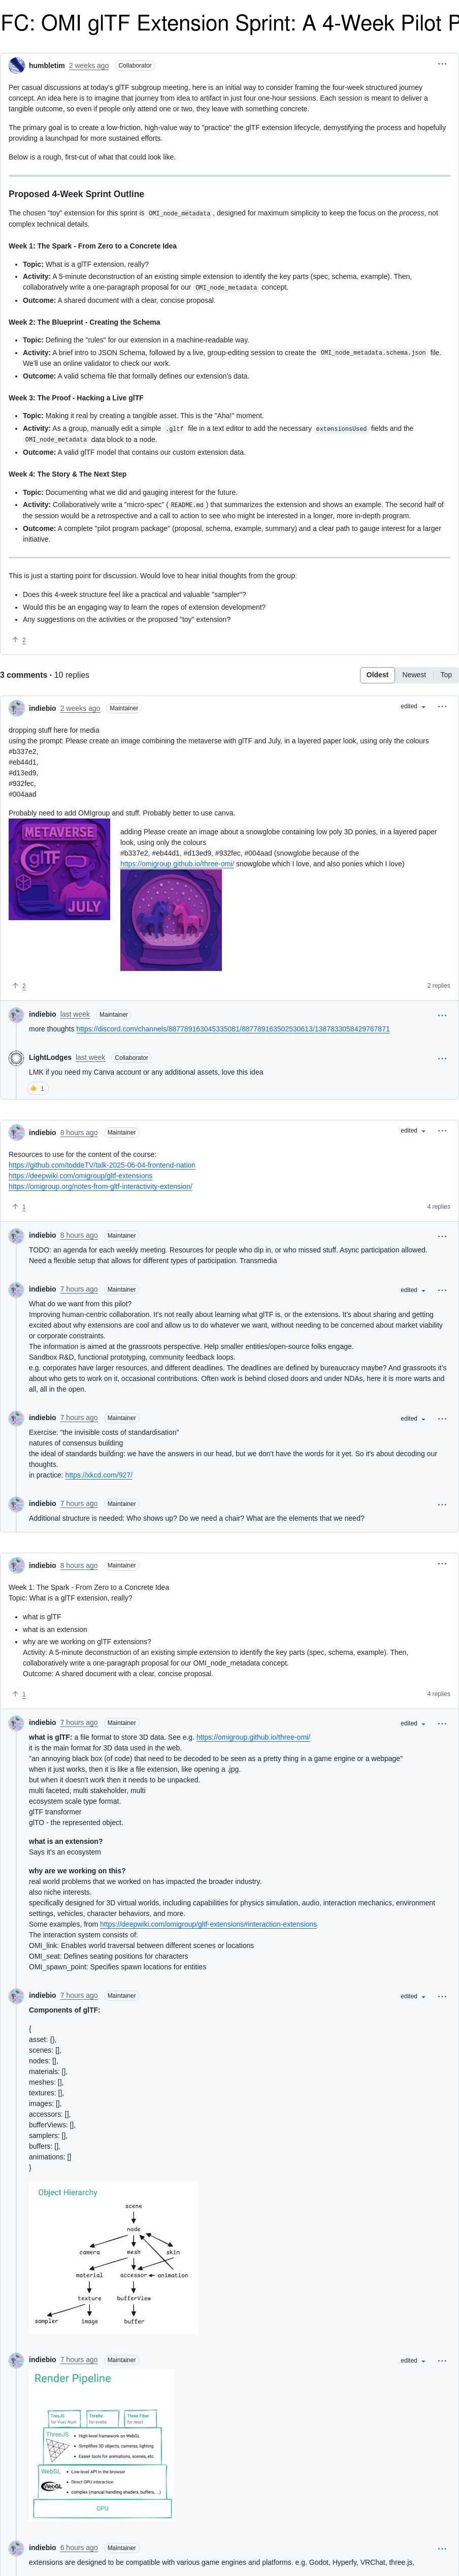 FC: OMI glTF Extension Sprint: A 4-Week Pilot P
humbletim 2 weeks ago Collaborator
Per casual discussions at today's glTF subgroup meeting, here is an initial way to consider framing the four-week structured journey
concept. An idea here is to imagine that journey from idea to artifact in just four one-hour sessions. Each session is meant to deliver a
tangible outcome, so even if people only attend one or two, they leave with something concrete.
The primary goal is to create a low-friction, high-value way to "practice" the glTF extension lifecycle, demystifying the process and hopefully
providing a launchpad for more sustained efforts.
Below is a rough, first-cut of what that could look like.
Proposed 4-Week Sprint Outline
The chosen "toy" extension for this sprint is OMI_node_metadata, designed for maximum simplicity to keep the focus on the process, not
complex technical details.
Week 1: The Spark - From Zero to a Concrete Idea
Topic: What is a glTF extension, really?
Activity: A 5-minute deconstruction of an existing simple extension to identify the key parts (spec, schema, example). Then,
collaboratively write a one-paragraph proposal for our OMI_node_metadata concept.
Outcome: A shared document with a clear, concise proposal.
Week 2: The Blueprint - Creating the Schema
Topic: Defining the "rules" for our extension in a machine-readable way.
Activity: A brief intro to JSON Schema, followed by a live, group-editing session to create the OMI_node_metadata.schema.json file.
We'll use an online validator to check our work.
Outcome: A valid schema file that formally defines our extension's data.
Week 3: The Proof - Hacking a Live glTF
Topic: Making it real by creating a tangible asset. This is the "Aha!" moment.
Activity: As a group, manually edit a simple .gltf file in a text editor to add the necessary extensionsUsed fields and the
OMI_node_metadata data block to a node.
Outcome: A valid glTF model that contains our custom extension data.
Week 4: The Story & The Next Step
Topic: Documenting what we did and gauging interest for the future.
Activity: Collaboratively write a "micro-spec" (README.md) that summarizes the extension and shows an example. The second half of
the session would be a retrospective and a call to action to see who might be interested in a longer, more in-depth program.
Outcome: A complete "pilot program package" (proposal, schema, example, summary) and a clear path to gauge interest for a larger
initiative.
This is just a starting point for discussion. Would love to hear initial thoughts from the group:
Does this 4-week structure feel like a practical and valuable "sampler"?
Would this be an engaging way to learn the ropes of extension development?
Any suggestions on the activities or the proposed "toy" extension?
2
3 comments · 10 replies
Oldest Newest Top
indiebio 2 weeks ago Maintainer edited
dropping stuff here for media
using the prompt: Please create an image combining the metaverse with glTF and July, in a layered paper look, using only the colours
#b337e2,
#eb44d1,
#d13ed9,
#932fec,
#004aad
Probably need to add OMIgroup and stuff. Probably better to use canva.
METAVERSE
glTF
JULY
adding Please create an image about a snowglobe containing low poly 3D ponies, in a layered paper
look, using only the colours
#b337e2, #eb44d1, #d13ed9, #932fec, #004aad (snowglobe because of the
https://omigroup.github.io/three-omi/ snowglobe which I love, and also ponies which I love)
2
2 replies
indiebio last week Maintainer
more thoughts https://discord.com/channels/887789163045335081/887789163502530613/1387833058429767871
LightLodges last week Collaborator
LMK if you need my Canva account or any additional assets, love this idea
1
indiebio 8 hours ago Maintainer edited
Resources to use for the content of the course:
https://github.com/toddeTV/talk-2025-06-04-frontend-nation
https://deepwiki.com/omigroup/gltf-extensions
https://omigroup.org/notes-from-gltf-interactivity-extension/
1
4 replies
indiebio 8 hours ago Maintainer
TODO: an agenda for each weekly meeting. Resources for people who dip in, or who missed stuff. Async participation allowed.
Need a flexible setup that allows for different types of participation. Transmedia
indiebio 7 hours ago Maintainer edited
What do we want from this pilot?
Improving human-centric collaboration. It's not really about learning what glTF is, or the extensions. It's about sharing and getting
excited about why extensions are cool and allow us to do whatever we want, without needing to be concerned about market viability
or corporate constraints.
The information is aimed at the grassroots perspective. Help smaller entities/open-source folks engage.
Sandbox R&D, functional prototyping, community feedback loops.
e.g. corporates have larger resources, and different deadlines. The deadlines are defined by bureaucracy maybe? And grassroots it's
about who gets to work on it, occasional contributions. Often work is behind closed doors and under NDAs, here it is more warts and
all, all in the open.
indiebio 7 hours ago Maintainer edited
Exercise: "the invisible costs of standardisation"
natures of consensus building
the ideal of standards building: we have the answers in our head, but we don't have the words for it yet. So it's about decoding our
thoughts.
in practice: https://xkcd.com/927/
indiebio 7 hours ago Maintainer
Additional structure is needed: Who shows up? Do we need a chair? What are the elements that we need?
indiebio 8 hours ago Maintainer
Week 1: The Spark - From Zero to a Concrete Idea
Topic: What is a glTF extension, really?
what is glTF
what is an extension
why are we working on glTF extensions?
Activity: A 5-minute deconstruction of an existing simple extension to identify the key parts (spec, schema, example). Then,
collaboratively write a one-paragraph proposal for our OMI_node_metadata concept.
Outcome: A shared document with a clear, concise proposal.
1
4 replies
indiebio 7 hours ago Maintainer edited
what is glTF: a file format to store 3D data. See e.g. https://omigroup.github.io/three-omi/
it is the main format for 3D data used in the web.
"an annoying black box (of code) that need to be decoded to be seen as a pretty thing in a game engine or a webpage"
when it just works, then it is like a file extension, like opening a .jpg.
but when it doesn't work then it needs to be unpacked.
multi faceted, multi stakeholder, multi
ecosystem scale type format.
glTF transformer
glTO - the represented object.
what is an extension?
Says it's an ecosystem
why are we working on this?
real world problems that we worked on has impacted the broader industry.
also niche interests.
specifically designed for 3D virtual worlds, including capabilities for physics simulation, audio, interaction mechanics, environment
settings, vehicles, character behaviors, and more.
Some examples, from https://deepwiki.com/omigroup/gltf-extensions#interaction-extensions
The interaction system consists of:
OMI_link: Enables world traversal between different scenes or locations
OMI_seat: Defines seating positions for characters
OMI_spawn_point: Specifies spawn locations for entities
indiebio 7 hours ago Maintainer edited
Components of glTF:
{
asset: {},
scenes: [],
nodes: [],
materials: [],
meshes: [],
textures: [],
images: [],
accessors: [],
bufferViews: [],
samplers: [],
buffers: [],
animations: []
}
Object Hierarchy
scene
node
camera mesh skin
material accessor animation
texture bufferView
sampler image buffer
indiebio 7 hours ago Maintainer edited
Render Pipeline
TresJS Threlte Three Fiber
for Vue/ Nuxt for svelte for react
ThreeJS
High-level framework on WebGL
Simplifies 3D objects, cameras, lighting
Easier tools for animations, scenes, etc.
WebGL
Low-level API in the browser
Direct GPU interaction
complex (manual handling shaders, buffers, ...)
WebGL
GPU
indiebio 6 hours ago Maintainer
extensions are designed to be compatible with various game engines and platforms. e.g. Godot, Hyperfy, VRChat, three.js,